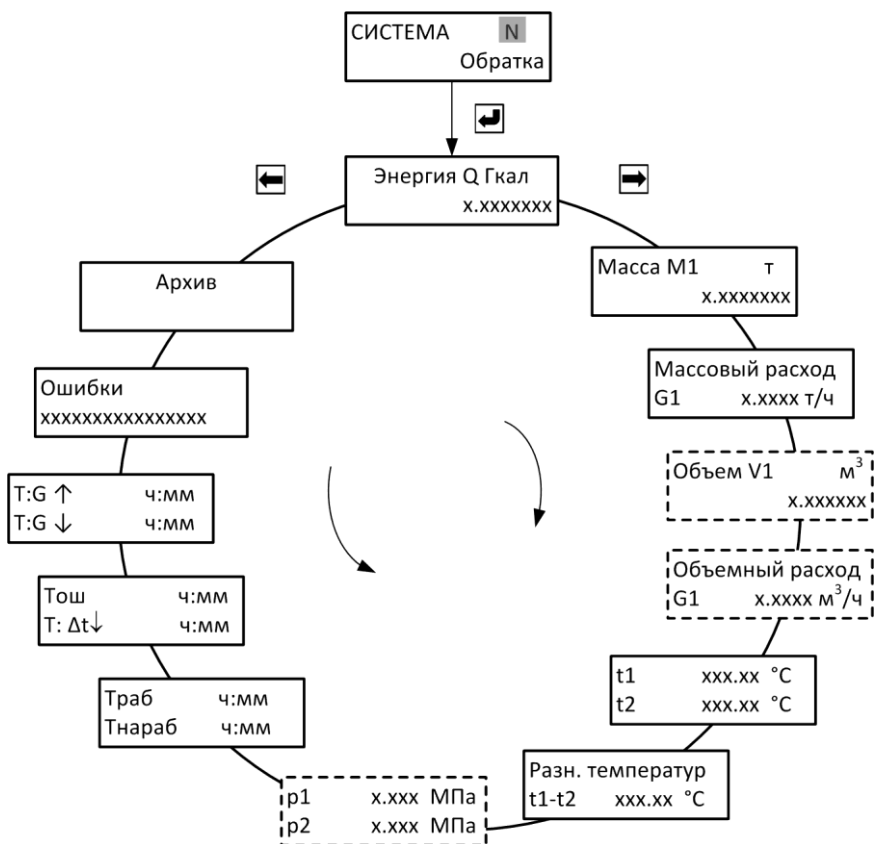 СИСТЕМА N
Обратка
Энергия Q Гкал
x.xxxxxxx
Масса M1 т
x.xxxxxxx
Массовый расход
G1 x.xxxx т/ч
Объем V1 м³
x.xxxxxx
Объемный расход
G1 x.xxxx м³/ч
t1 xxx.xx °C
t2 xxx.xx °C
Разн. температур
t1-t2 xxx.xx °C
p1 x.xxx МПа
p2 x.xxx МПа
Траб ч:мм
Тнараб ч:мм
Тош ч:мм
T: Δt↓ ч:мм
T:G ↑ ч:мм
T:G ↓ ч:мм
Ошибки
xxxxxxxxxxxxxxxx
Архив